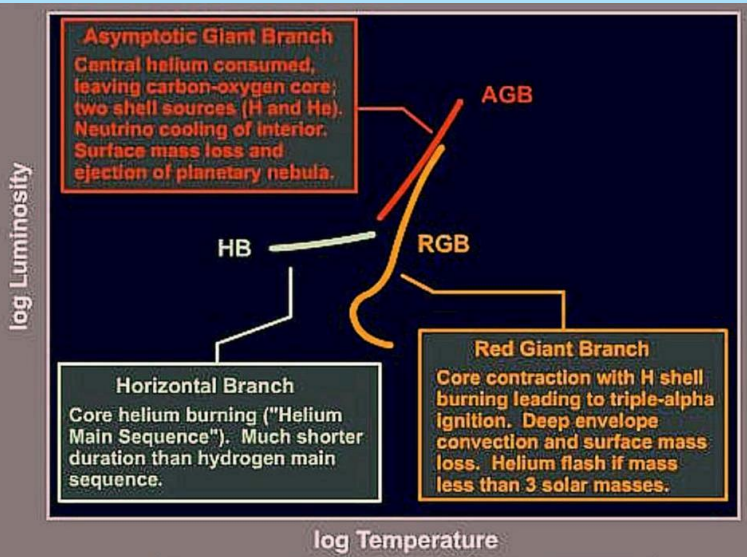 Asymptotic Giant Branch
Central helium consumed,
leaving carbon-oxygen core;
two shell sources (H and He).
Neutrino cooling of interior.
Surface mass loss and
ejection of planetary nebula.
AGB
HB
RGB
log Luminosity
Horizontal Branch
Core helium burning ("Helium
Main Sequence"). Much shorter
duration than hydrogen main
sequence.
Red Giant Branch
Core contraction with H shell
burning leading to triple-alpha
ignition. Deep envelope
convection and surface mass
loss. Helium flash if mass
less than 3 solar masses.
log Temperature